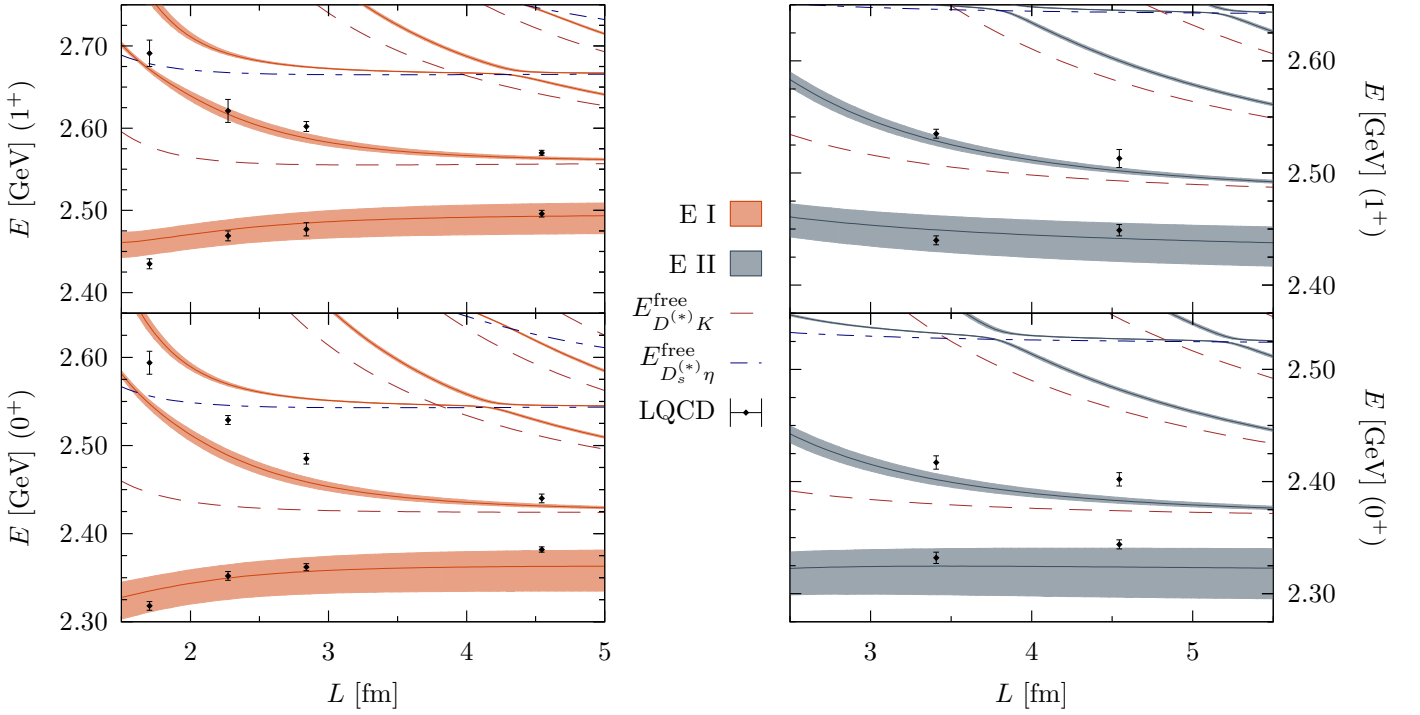 2.70
2.60
2.50
2.40
E [GeV] (1⁺)
2.60
2.50
2.40
2.30
E [GeV] (0⁺)
2 3 4 5
L [fm]
E I
E II
E^free_{D^(*) K}
E^free_{D_s^(*) η}
LQCD
2.60
2.50
2.40
E [GeV] (1⁺)
2.40
2.30
E [GeV] (0⁺)
3 4 5
L [fm]